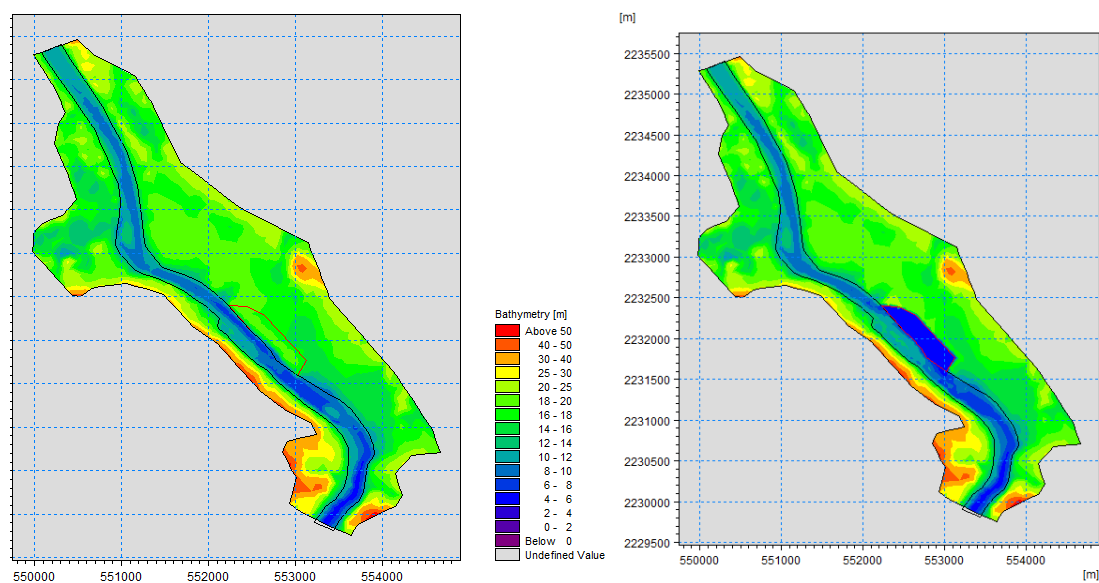 [m]
2235500
2235000
2234500
2234000
2233500
2233000
2232500
2232000
2231500
2231000
2230500
2230000
2229500
Bathymetry [m]
Above 50
40 - 50
30 - 40
25 - 30
20 - 25
18 - 20
16 - 18
14 - 16
12 - 14
10 - 12
8 - 10
6 - 8
4 - 6
2 - 4
0 - 2
Below 0
Undefined Value
550000 551000 552000 553000 554000
550000 551000 552000 553000 554000
[m]